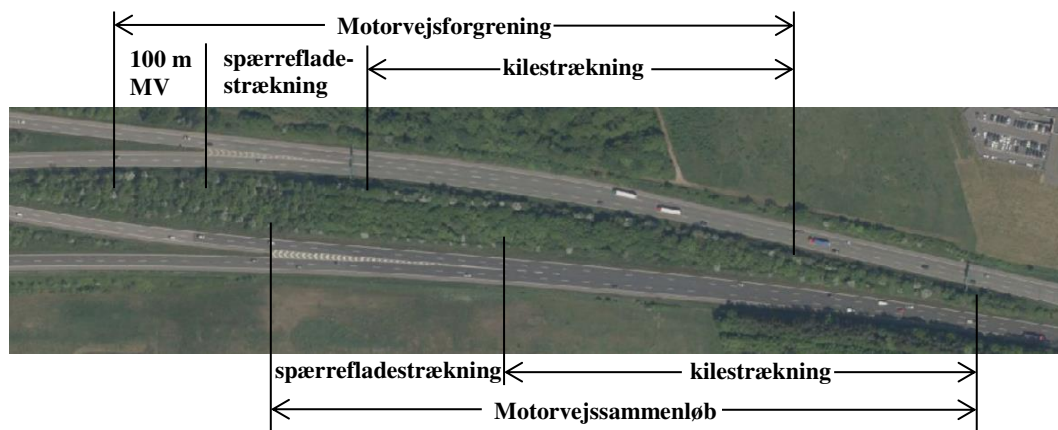 Motorvejsforgrening
100 m
MV
spærreflade-
strækning
kilestrækning
spærrefladestrækning
kilestrækning
Motorvejssammenløb